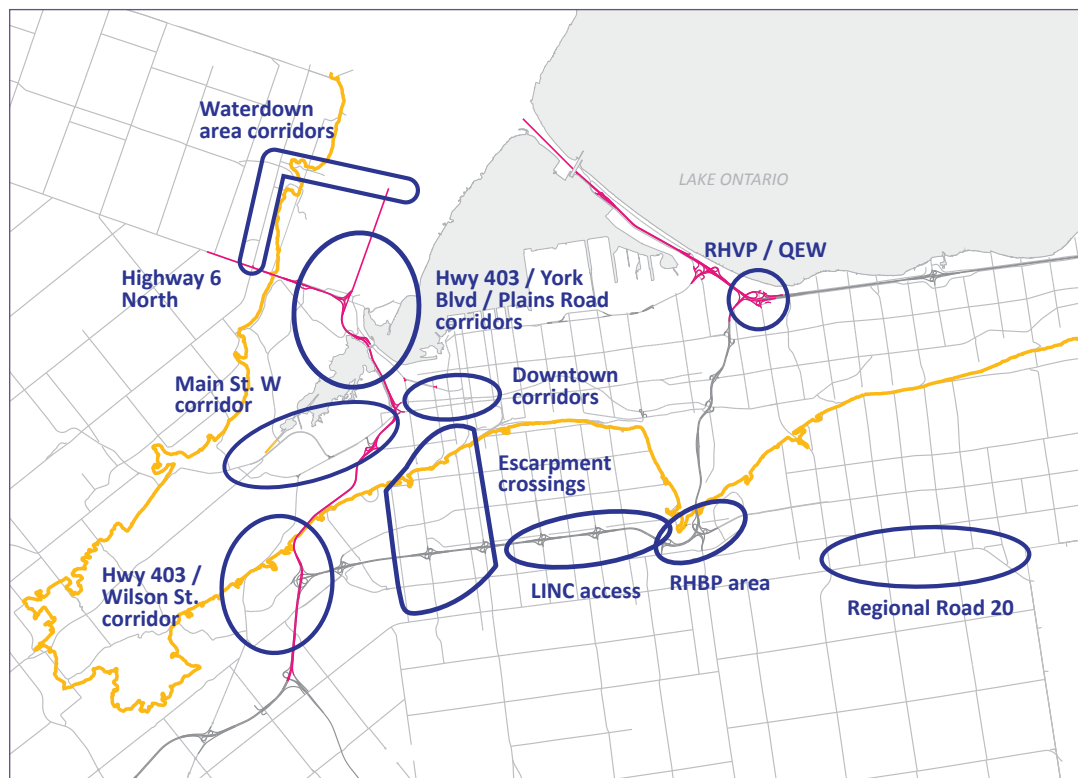 Waterdown
area corridors
LAKE ONTARIO
RHVP / QEW
Highway 6
North
Hwy 403 / York
Blvd / Plains Road
corridors
Main St. W
corridor
Downtown
corridors
Escarpment
crossings
Hwy 403 /
Wilson St.
corridor
LINC access
RHBP area
Regional Road 20